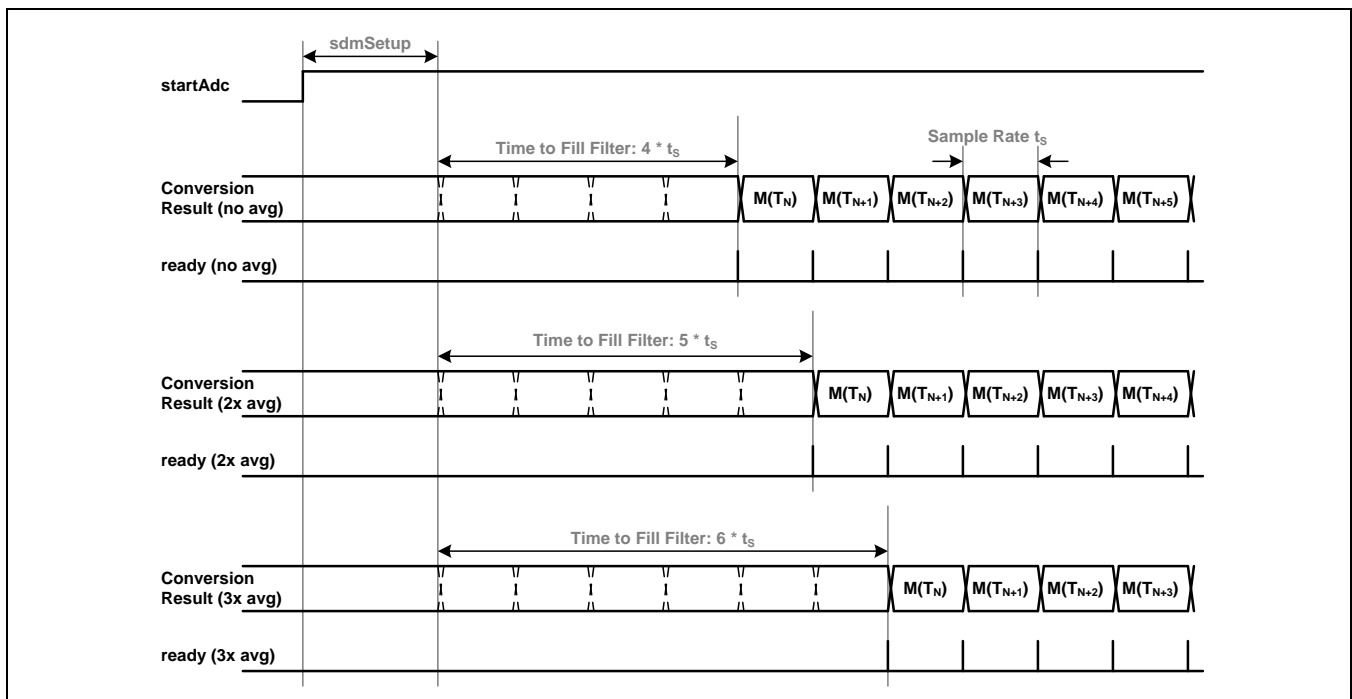 sdmSetup
startAdc
Time to Fill Filter: 4 * tS
Sample Rate tS
Conversion
Result (no avg)
M(TN) M(TN+1) M(TN+2) M(TN+3) M(TN+4) M(TN+5)
ready (no avg)
Time to Fill Filter: 5 * tS
Conversion
Result (2x avg)
M(TN) M(TN+1) M(TN+2) M(TN+3) M(TN+4)
ready (2x avg)
Time to Fill Filter: 6 * tS
Conversion
Result (3x avg)
M(TN) M(TN+1) M(TN+2) M(TN+3)
ready (3x avg)